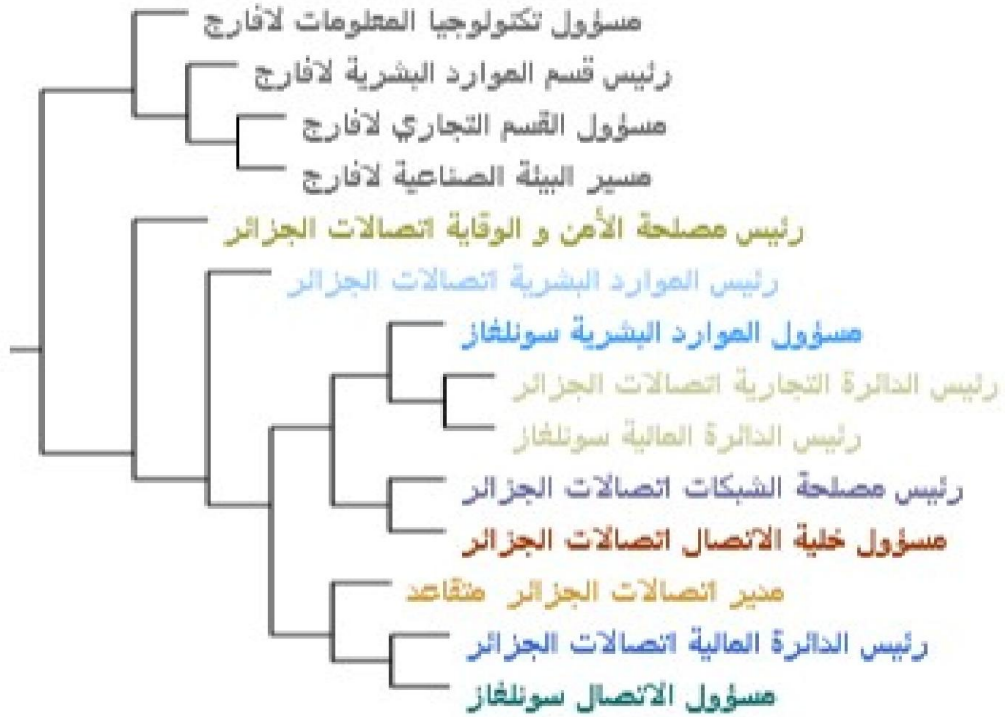 مسؤول تكنولوجيا المعلومات لافارج
رئيس قسم الموارد البشرية لافارج
مسؤول القسم التجاري لافارج
مسير البيئة الصناعية لافارج
رئيس مصلحة الأمن و الوقاية اتصالات الجزائر
رئيس الموارد البشرية اتصالات الجزائر
مسؤول الموارد البشرية سونلغاز
رئيس الدائرة التجارية اتصالات الجزائر
رئيس الدائرة المالية سونلغاز
رئيس مصلحة الشبكات اتصالات الجزائر
مسؤول خلية الاتصال اتصالات الجزائر
مدير اتصالات الجزائر متقاعد
رئيس الدائرة المالية اتصالات الجزائر
مسؤول الاتصال سونلغاز